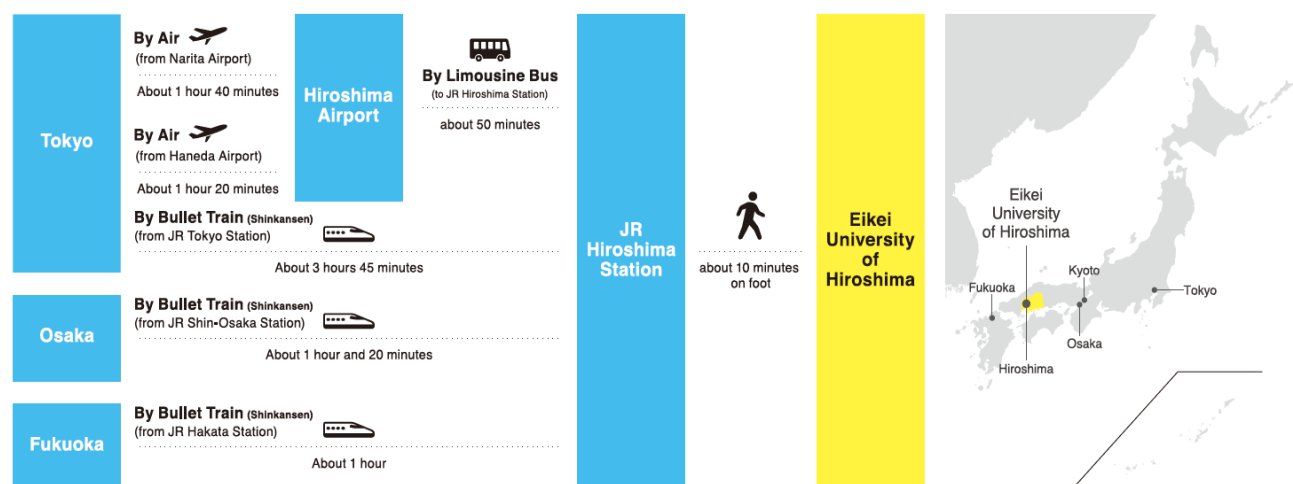 Tokyo
By Air
(from Narita Airport)
About 1 hour 40 minutes
By Air
(from Haneda Airport)
About 1 hour 20 minutes
Hiroshima
Airport
By Limousine Bus
(to JR Hiroshima Station)
about 50 minutes
By Bullet Train (Shinkansen)
(from JR Tokyo Station)
About 3 hours 45 minutes
Osaka
By Bullet Train (Shinkansen)
(from JR Shin-Osaka Station)
About 1 hour and 20 minutes
Fukuoka
By Bullet Train (Shinkansen)
(from JR Hakata Station)
About 1 hour
JR
Hiroshima
Station
about 10 minutes
on foot
Eikei
University
of
Hiroshima
Eikei
University
of Hiroshima
Kyoto
Fukuoka
Tokyo
Osaka
Hiroshima